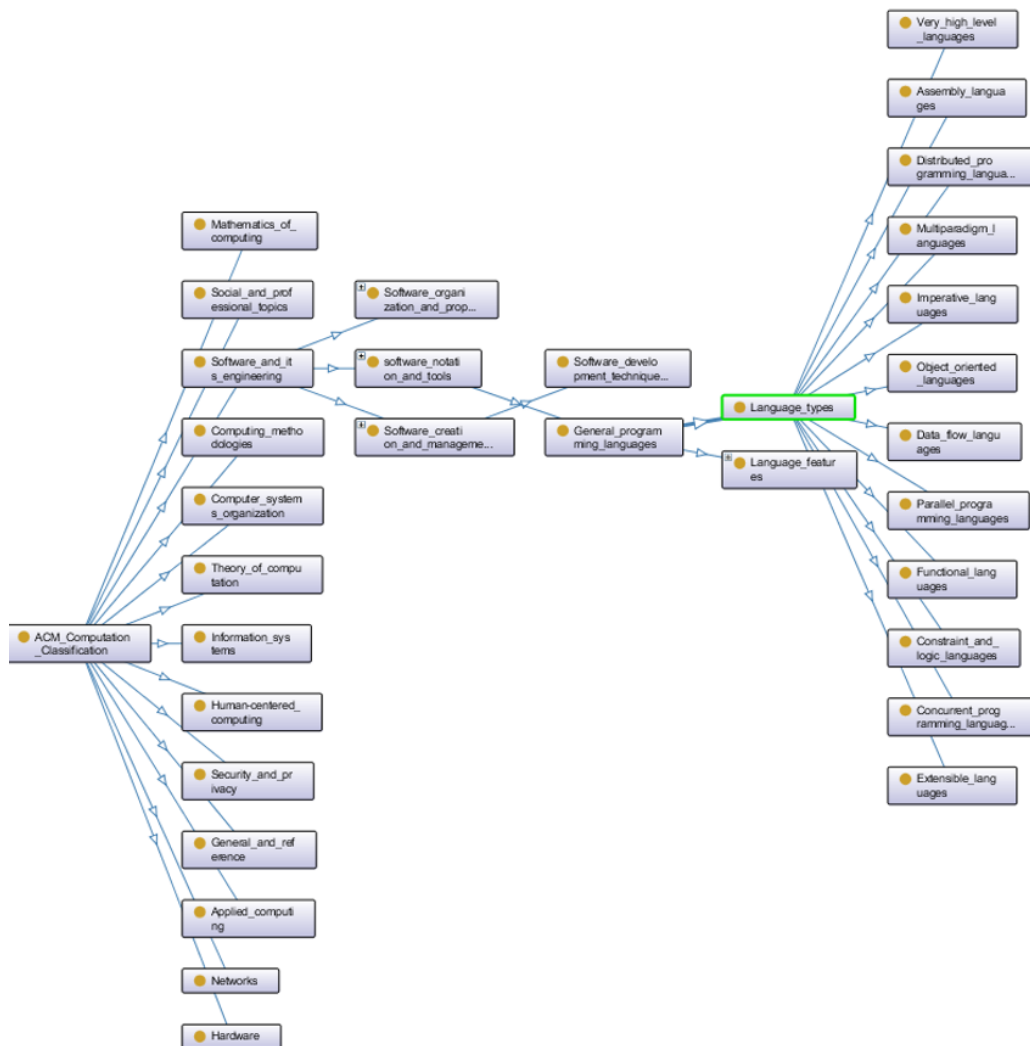 Very_high_level
_languages
Assembly_langua
ges
Distributed_pro
gramming_langua...
Mathematics_of_
computing
Multiparadigm_l
anguages
Social_and_prof
essional_topics
Software_organi
zation_and_prop...
Imperative_lang
uages
Software_and_it
s_engineering
software_notati
on_and_tools
Software_develo
pment_technique...
Object_oriented
_languages
Language_types
Computing_metho
dologies
Software_creati
on_and_manageme...
General_program
ming_languages
Data_flow_langu
ages
Language_featur
es
Computer_system
s_organization
Parallel_progra
mming_languages
Theory_of_compu
tation
Functional_lang
uages
ACM_Computation
_Classification
Information_sys
tems
Constraint_and_
logic_languages
Human-centered_
computing
Concurrent_prog
ramming_languag...
Security_and_pr
ivacy
Extensible_lang
uages
General_and_ref
erence
Applied_computi
ng
Networks
Hardware